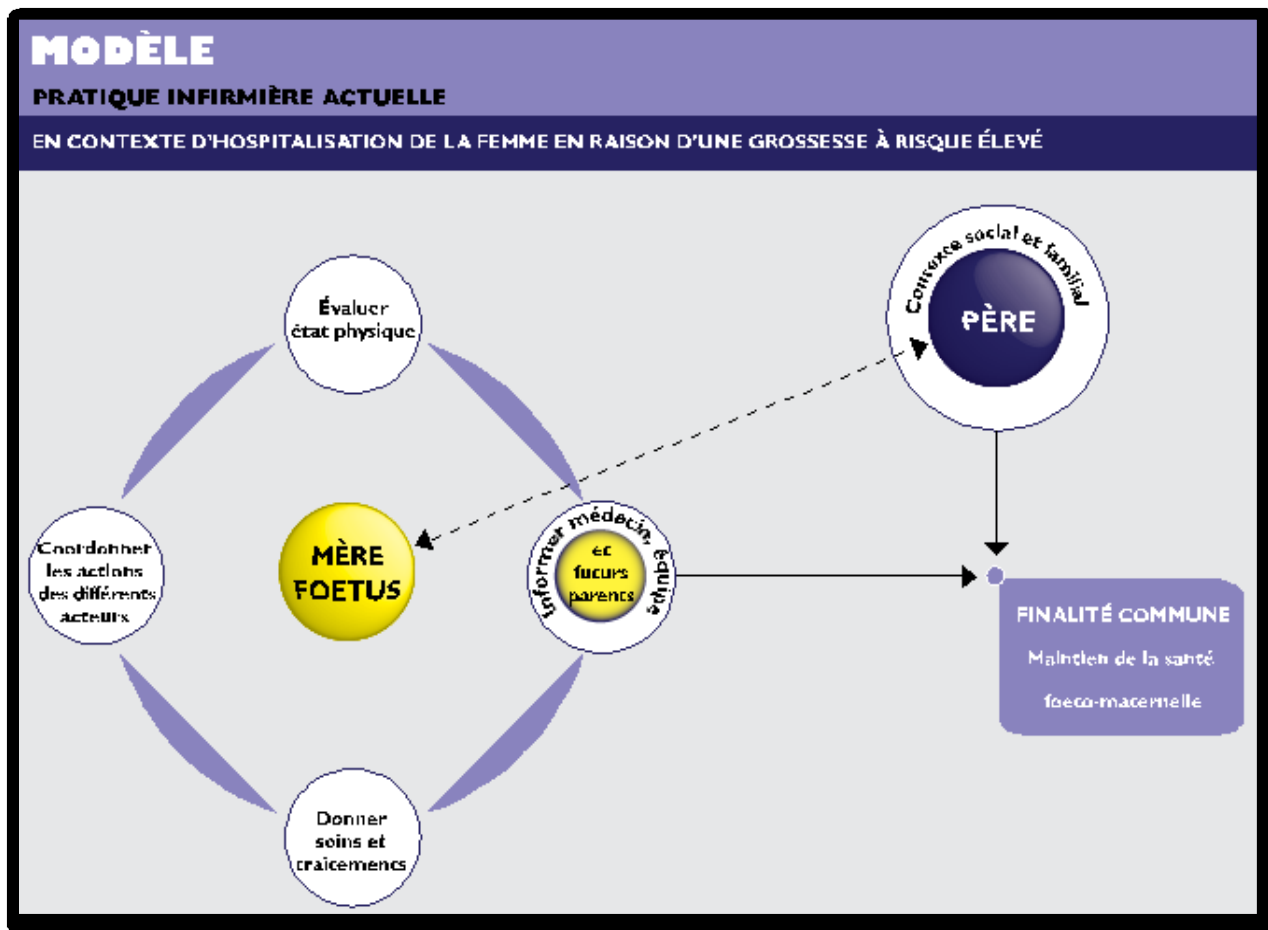 MODÈLE
PRATIQUE INFIRMIÈRE ACTUELLE
EN CONTEXTE D'HOSPITALISATION DE LA FEMME EN RAISON D'UNE GROSSESSE À RISQUE ÉLEVÉ
Contexte social et familial
PÈRE
Évaluer
état physique
Coordonner
les actions
des différents
acteurs
MÈRE
FOETUS
Informer médecin, équipe
et
futurs
parents
FINALITÉ COMMUNE
Maintien de la santé
foeto-maternelle
Donner
soins et
traitements